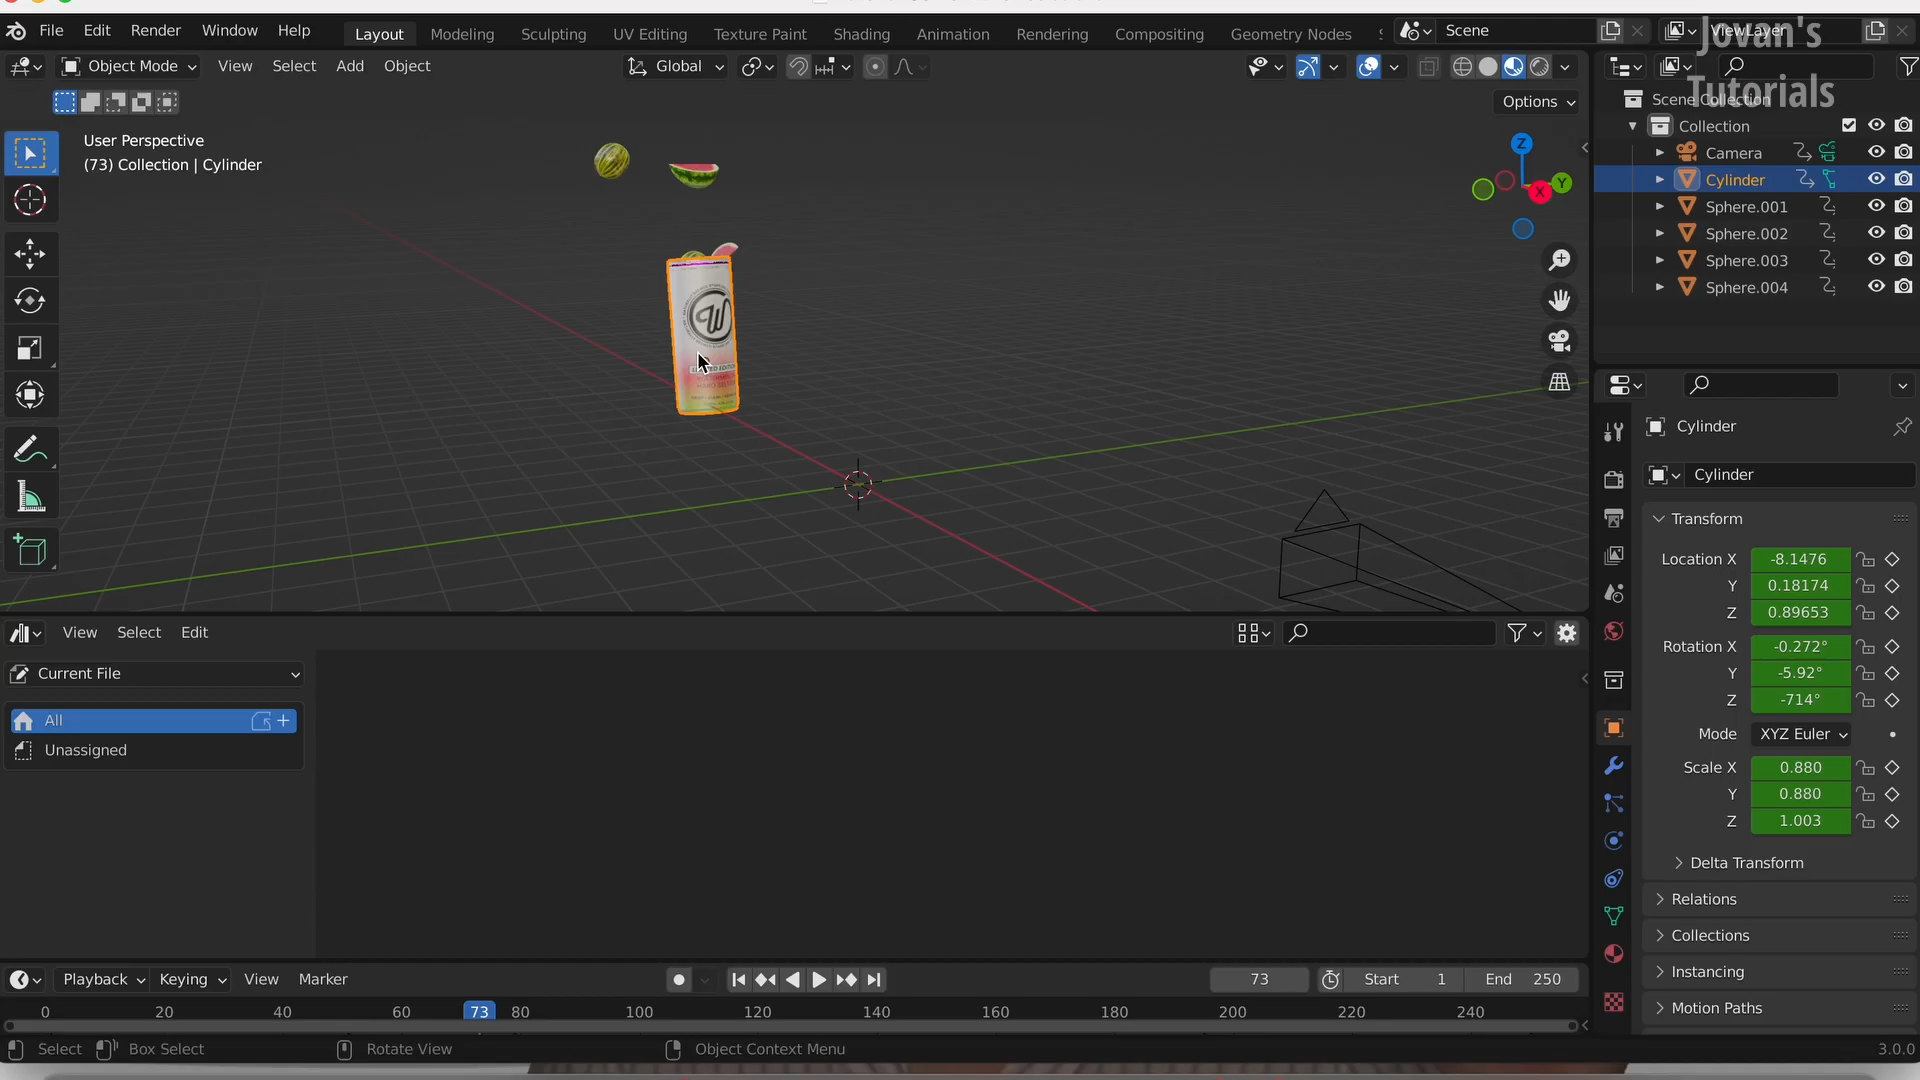 File Edit Render Window Help Layout Modeling Sculpting UV Editing Texture Paint Shading Animation Rendering Compositing Geometry Nodes Scene ViewLayer
Jovan's
Tutorials
Object Mode View Select Add Object Global
Options
User Perspective
(73) Collection | Cylinder
Z
Y
X
W
Scene Collection
Collection
Camera
Cylinder
Sphere.001
Sphere.002
Sphere.003
Sphere.004
Cylinder
Cylinder
Transform
Location X -8.1476
Y 0.18174
Z 0.89653
Rotation X -0.272°
Y -5.92°
Z -714°
Mode XYZ Euler
Scale X 0.880
Y 0.880
Z 1.003
Delta Transform
Relations
Collections
Instancing
Motion Paths
View Select Edit
Current File
All
Unassigned
Playback Keying View Marker 73 Start 1 End 250
0 20 40 60 73 80 100 120 140 160 180 200 220 240
Select Box Select Rotate View Object Context Menu 3.0.0